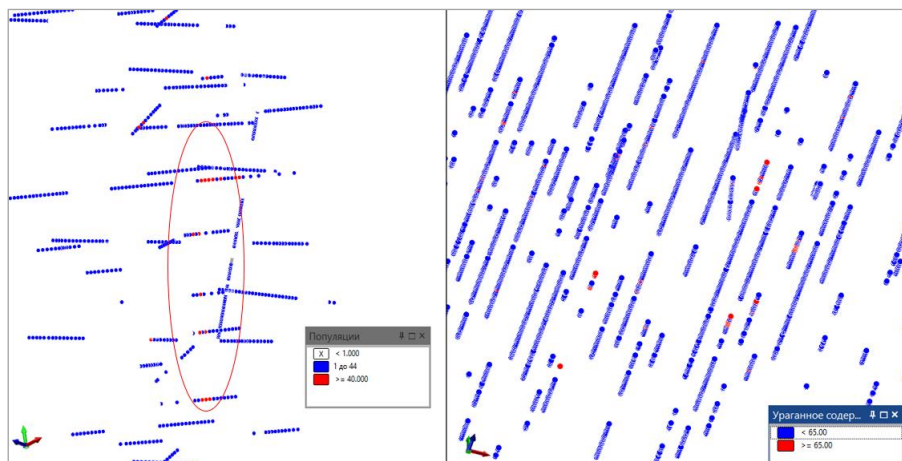 Популяции
X < 1.000
1 до 44
>= 40.000
Ураганное содер...
< 65.00
>= 65.00